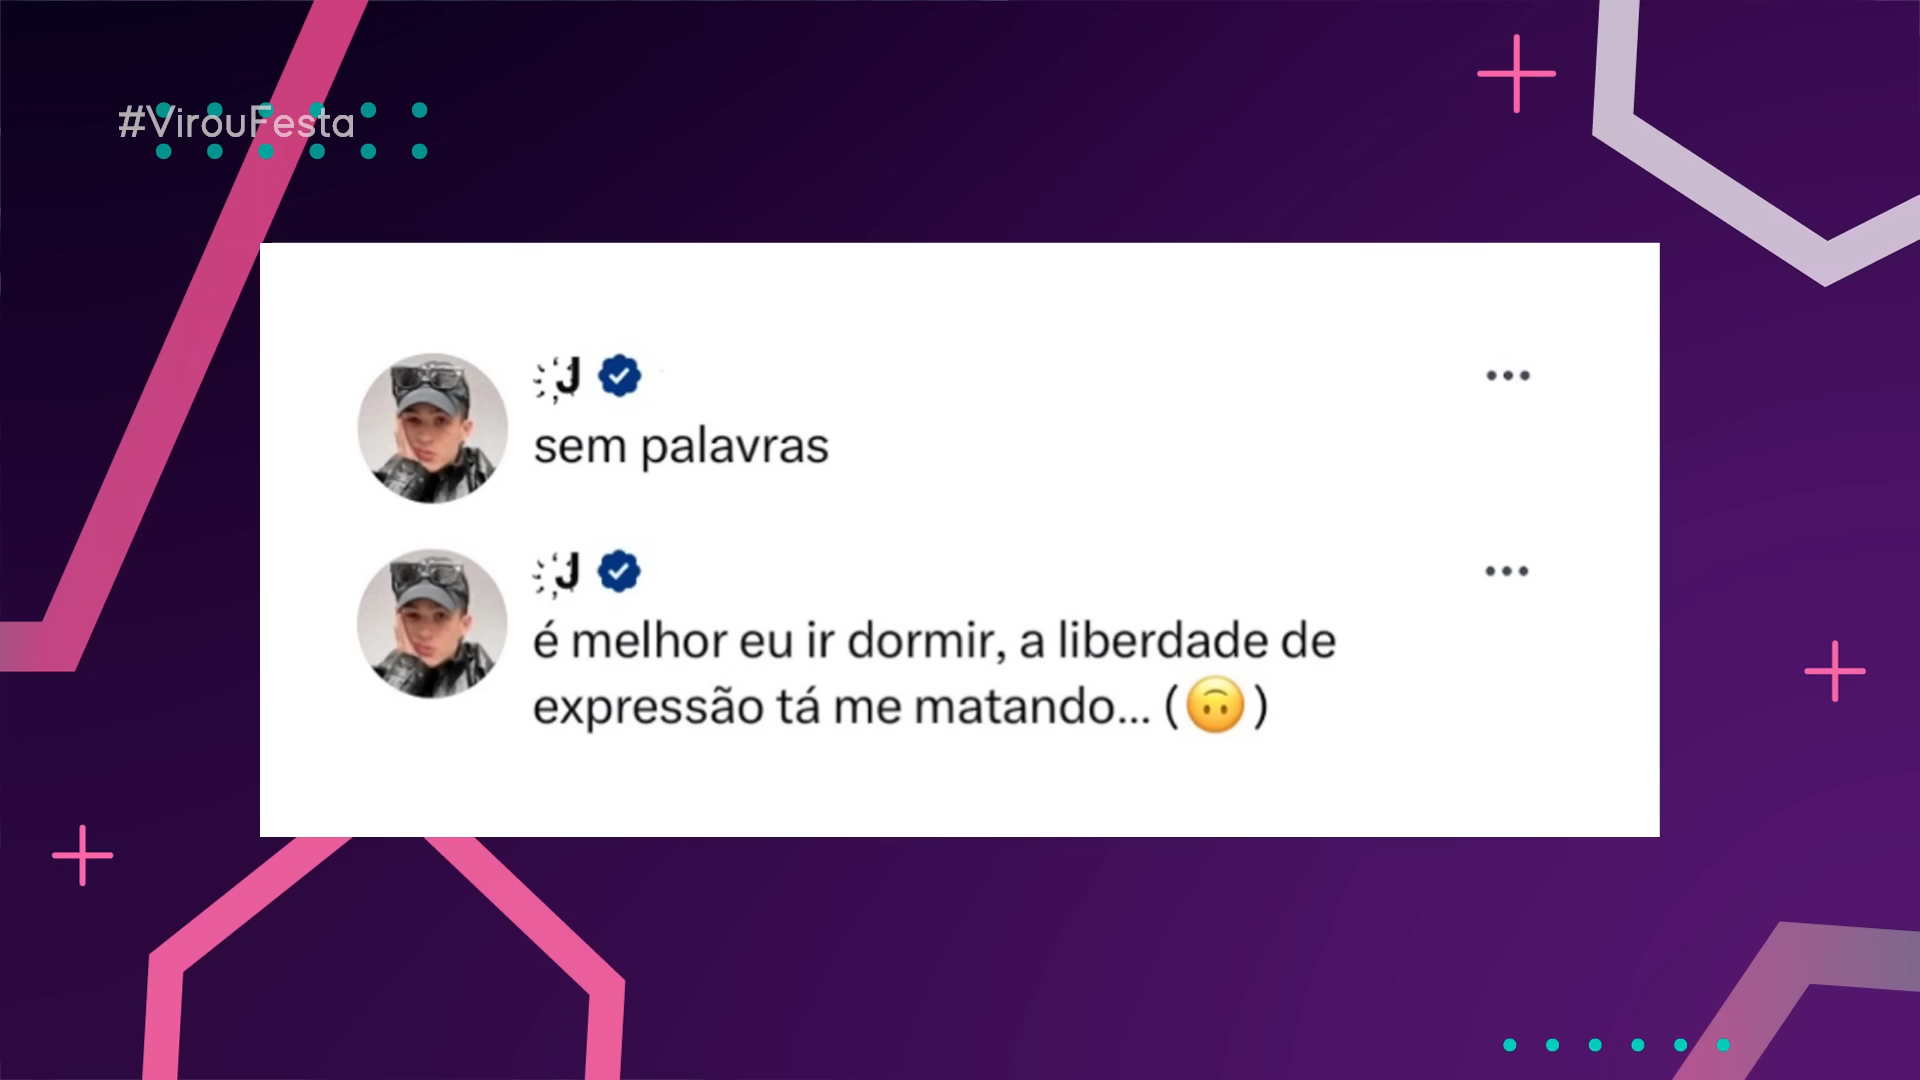 #VirouFesta
J
sem palavras
J
é melhor eu ir dormir, a liberdade de
expressão tá me matando... (🙃)